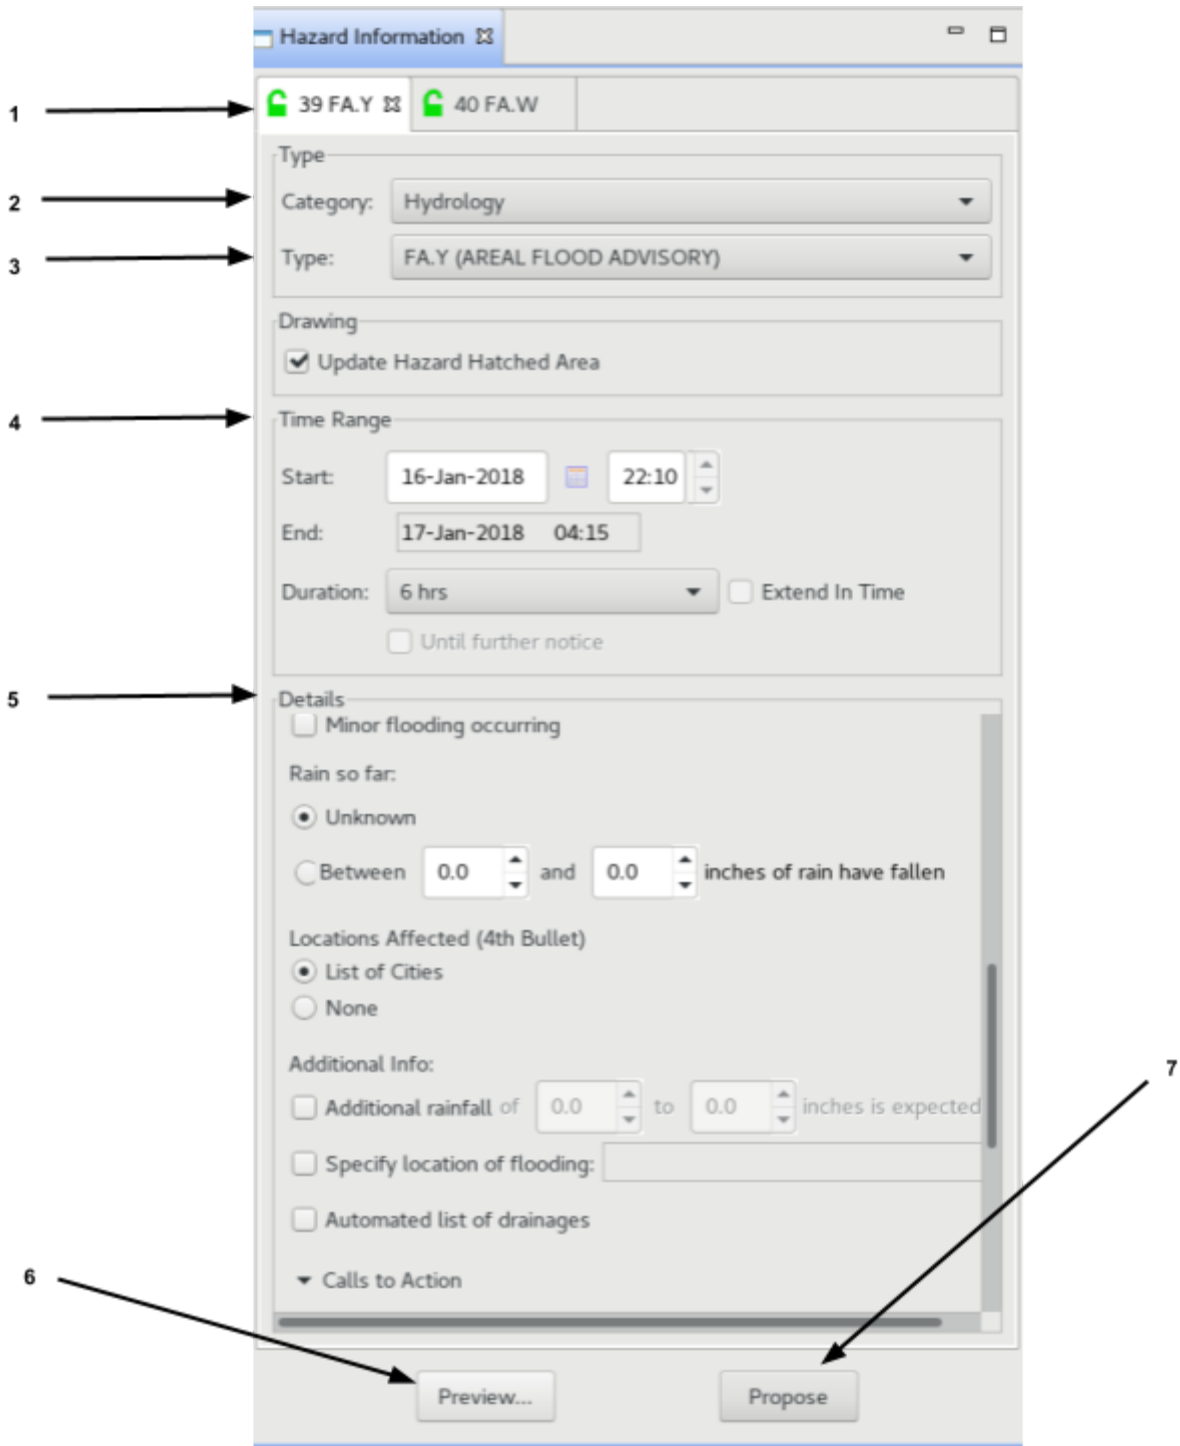 Hazard Information
1
39 FA.Y
40 FA.W
Type
2
Category: Hydrology
3
Type: FA.Y (AREAL FLOOD ADVISORY)
Drawing
Update Hazard Hatched Area
4
Time Range
Start: 16-Jan-2018 22:10
End: 17-Jan-2018 04:15
Duration: 6 hrs Extend In Time
Until further notice
5
Details
Minor flooding occurring
Rain so far:
Unknown
Between 0.0 and 0.0 inches of rain have fallen
Locations Affected (4th Bullet)
List of Cities
None
Additional Info:
7
Additional rainfall of 0.0 to 0.0 inches is expected
Specify location of flooding:
Automated list of drainages
6
Calls to Action
Preview... Propose